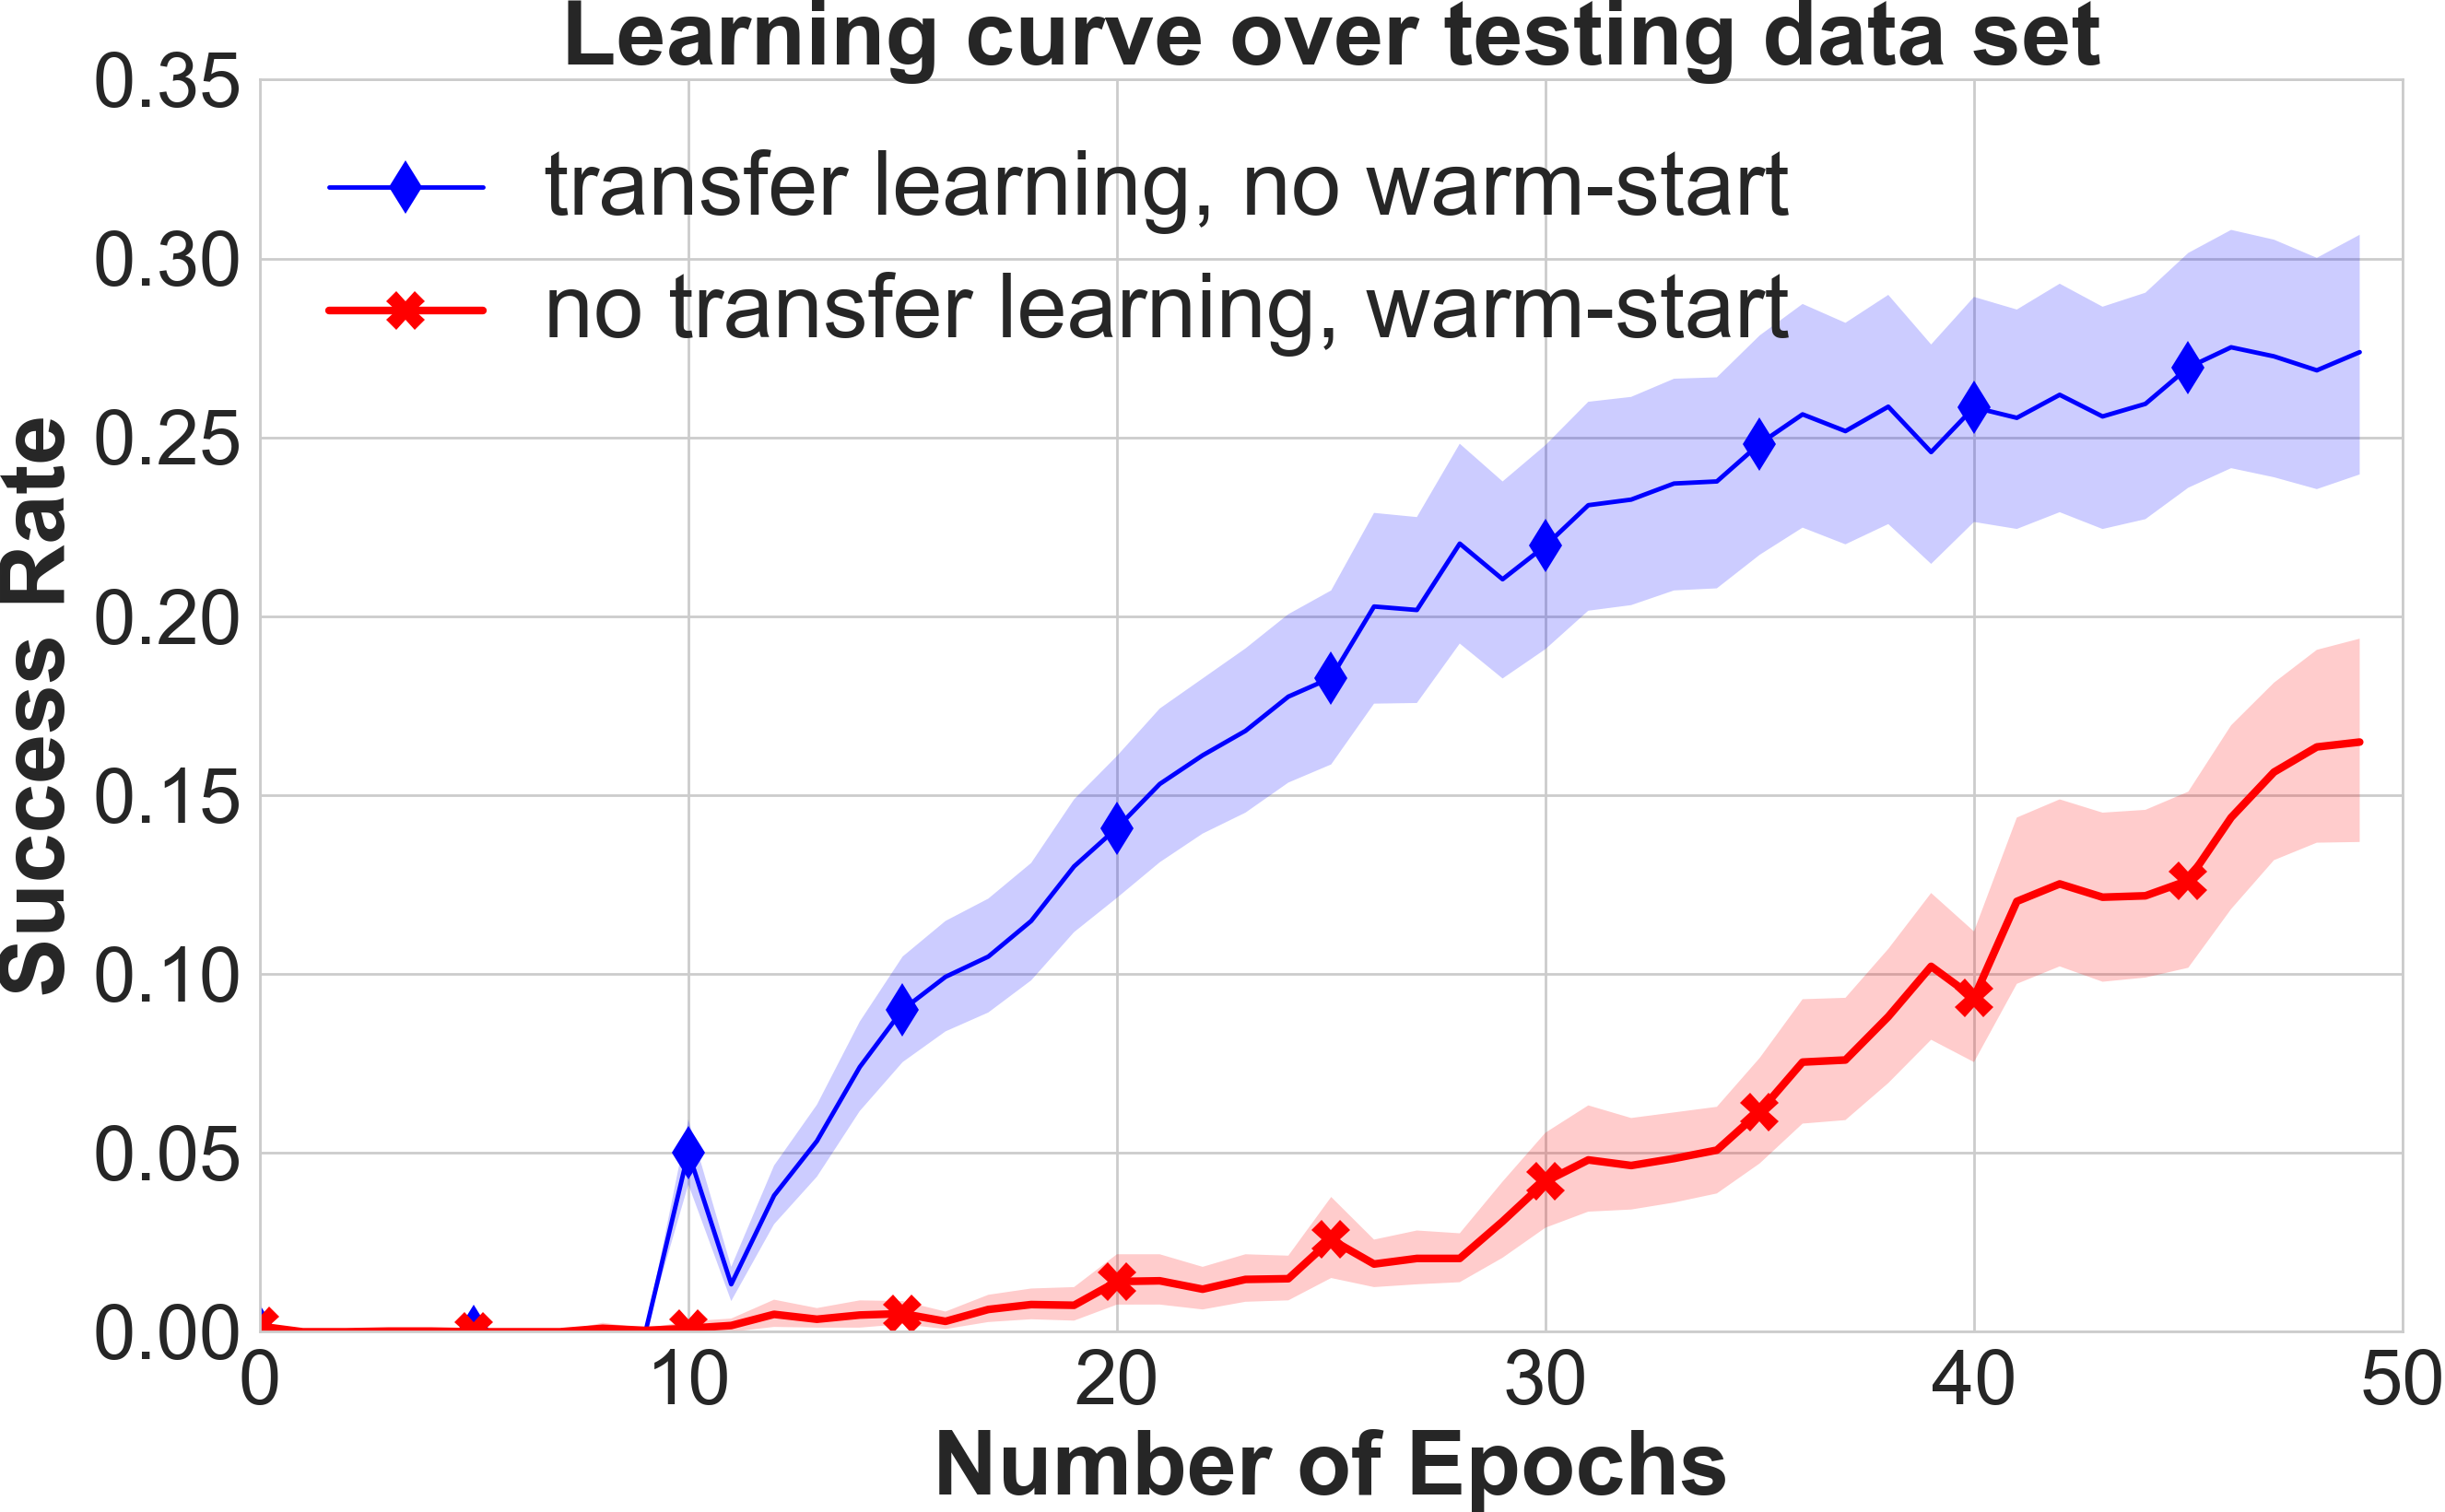 Learning curve over testing data set
0.35
0.30
0.25
0.20
0.15
0.10
0.05
0.00
Success Rate
transfer learning, no warm-start
no transfer learning, warm-start
0 10 20 30 40 50
Number of Epochs